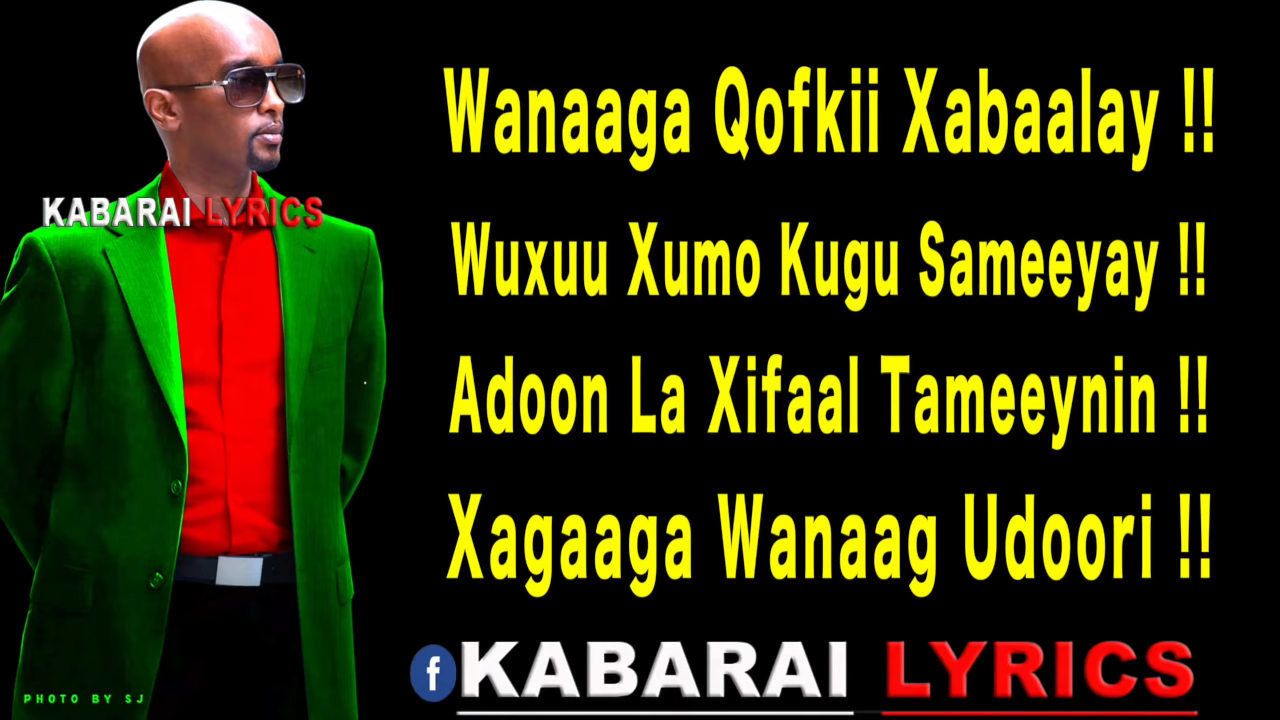 KABARAI LYRICS
Wanaaga Qofkii Xabaalay !!
Wuxuu Xumo Kugu Sameeyay !!
Adoon La Xifaal Tameeynin !!
Xagaaga Wanaag Udoori !!
f KABARAI LYRICS
PHOTO BY SJ